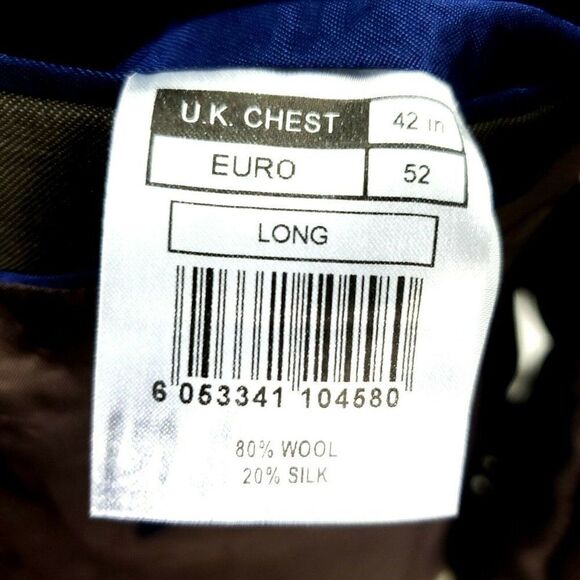 U.K. CHEST 42 in
EURO 52
LONG
6 053341 104580
80% WOOL
20% SILK